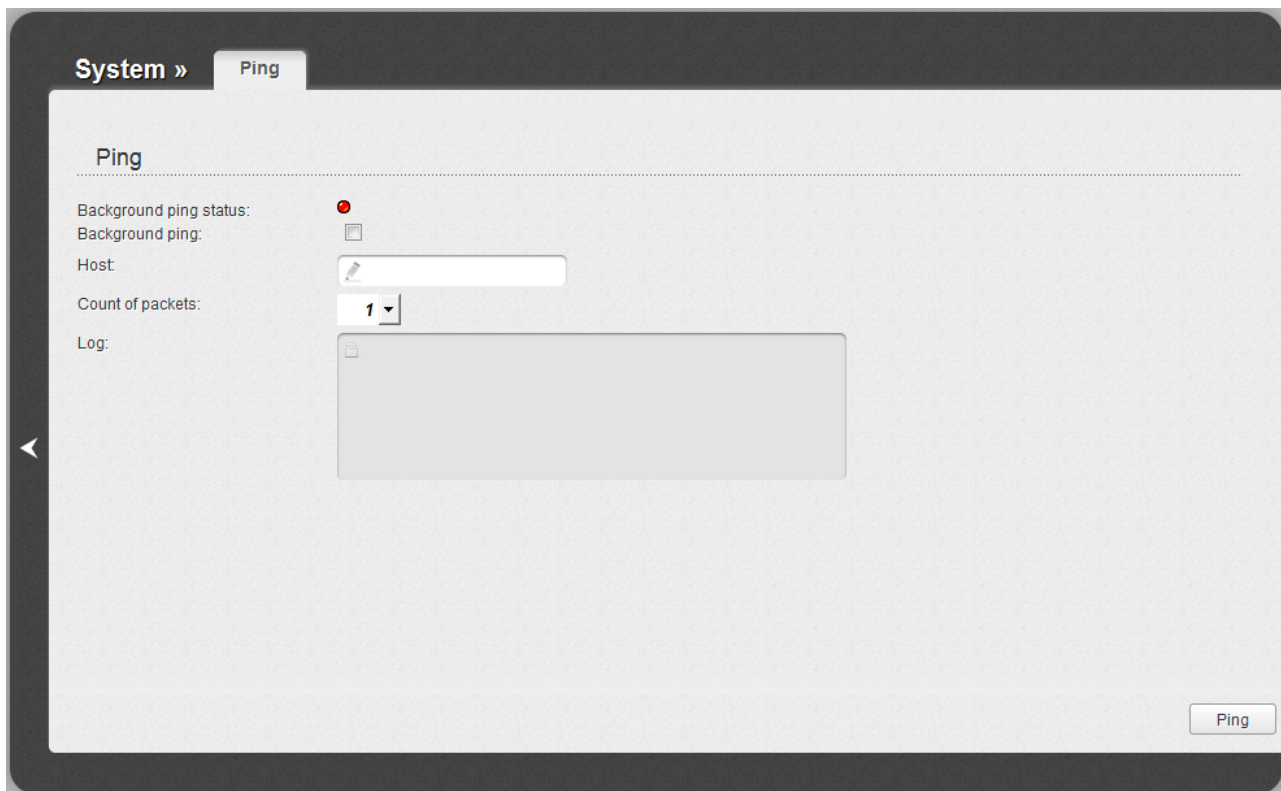 System »
Ping
Ping
Background ping status:
Background ping:
Host:
Count of packets:
1
Log:
Ping